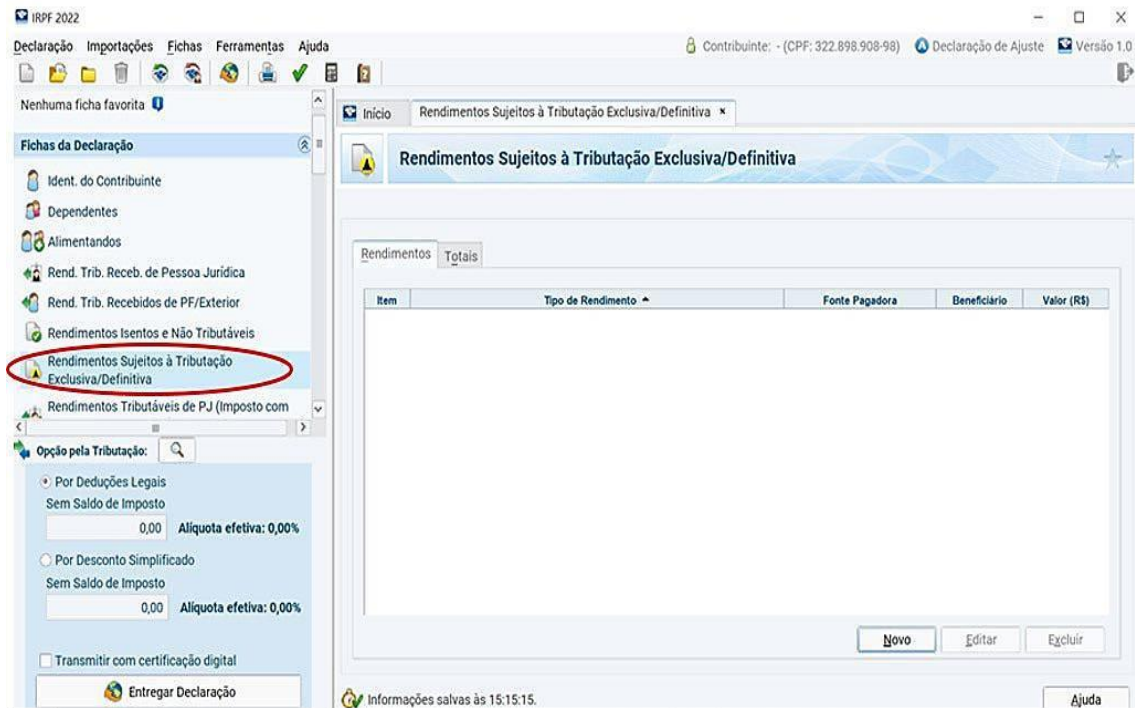 IRPF 2022
Declaração Importações Fichas Ferramentas Ajuda
Contribuinte: - (CPF: 322.898.908-98) Declaração de Ajuste Versão 1.0
Nenhuma ficha favorita
Início Rendimentos Sujeitos à Tributação Exclusiva/Definitiva
Fichas da Declaração
Rendimentos Sujeitos à Tributação Exclusiva/Definitiva
Ident. do Contribuinte
Dependentes
Alimentandos
Rend. Trib. Receb. de Pessoa Jurídica
Rend. Trib. Recebidos de PF/Exterior
Rendimentos Isentos e Não Tributáveis
Rendimentos Sujeitos à Tributação
Exclusiva/Definitiva
Rendimentos Tributáveis de PJ (Imposto com
Rendimentos Totais
Item Tipo de Rendimento Fonte Pagadora Beneficiário Valor (R$)
Opção pela Tributação:
Por Deduções Legais
Sem Saldo de Imposto
0,00 Alíquota efetiva: 0,00%
Por Desconto Simplificado
Sem Saldo de Imposto
0,00 Alíquota efetiva: 0,00%
Transmitir com certificação digital
Entregar Declaração
Novo Editar Excluir
Informações salvas às 15:15:15.
Ajuda